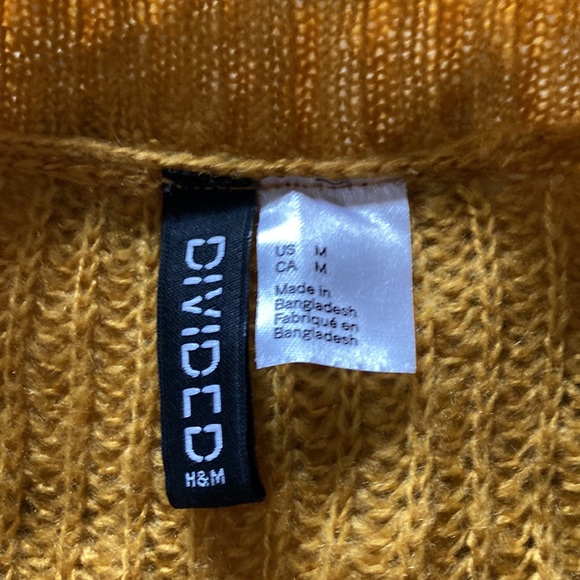 DIVIDED
H&M
US M
CA M
Made in
Bangladesh
Fabriqué en
Bangladesh